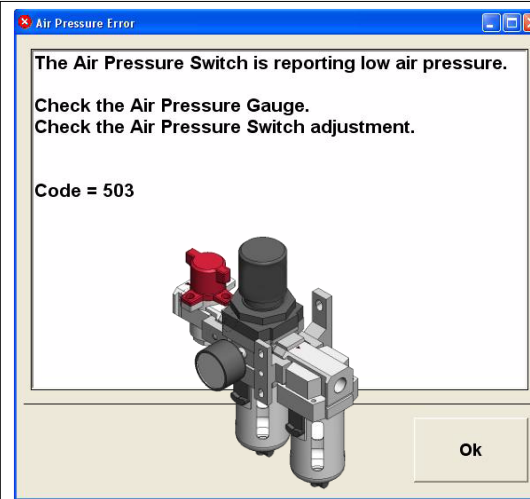 Air Pressure Error
The Air Pressure Switch is reporting low air pressure.
Check the Air Pressure Gauge.
Check the Air Pressure Switch adjustment.
Code = 503
Ok